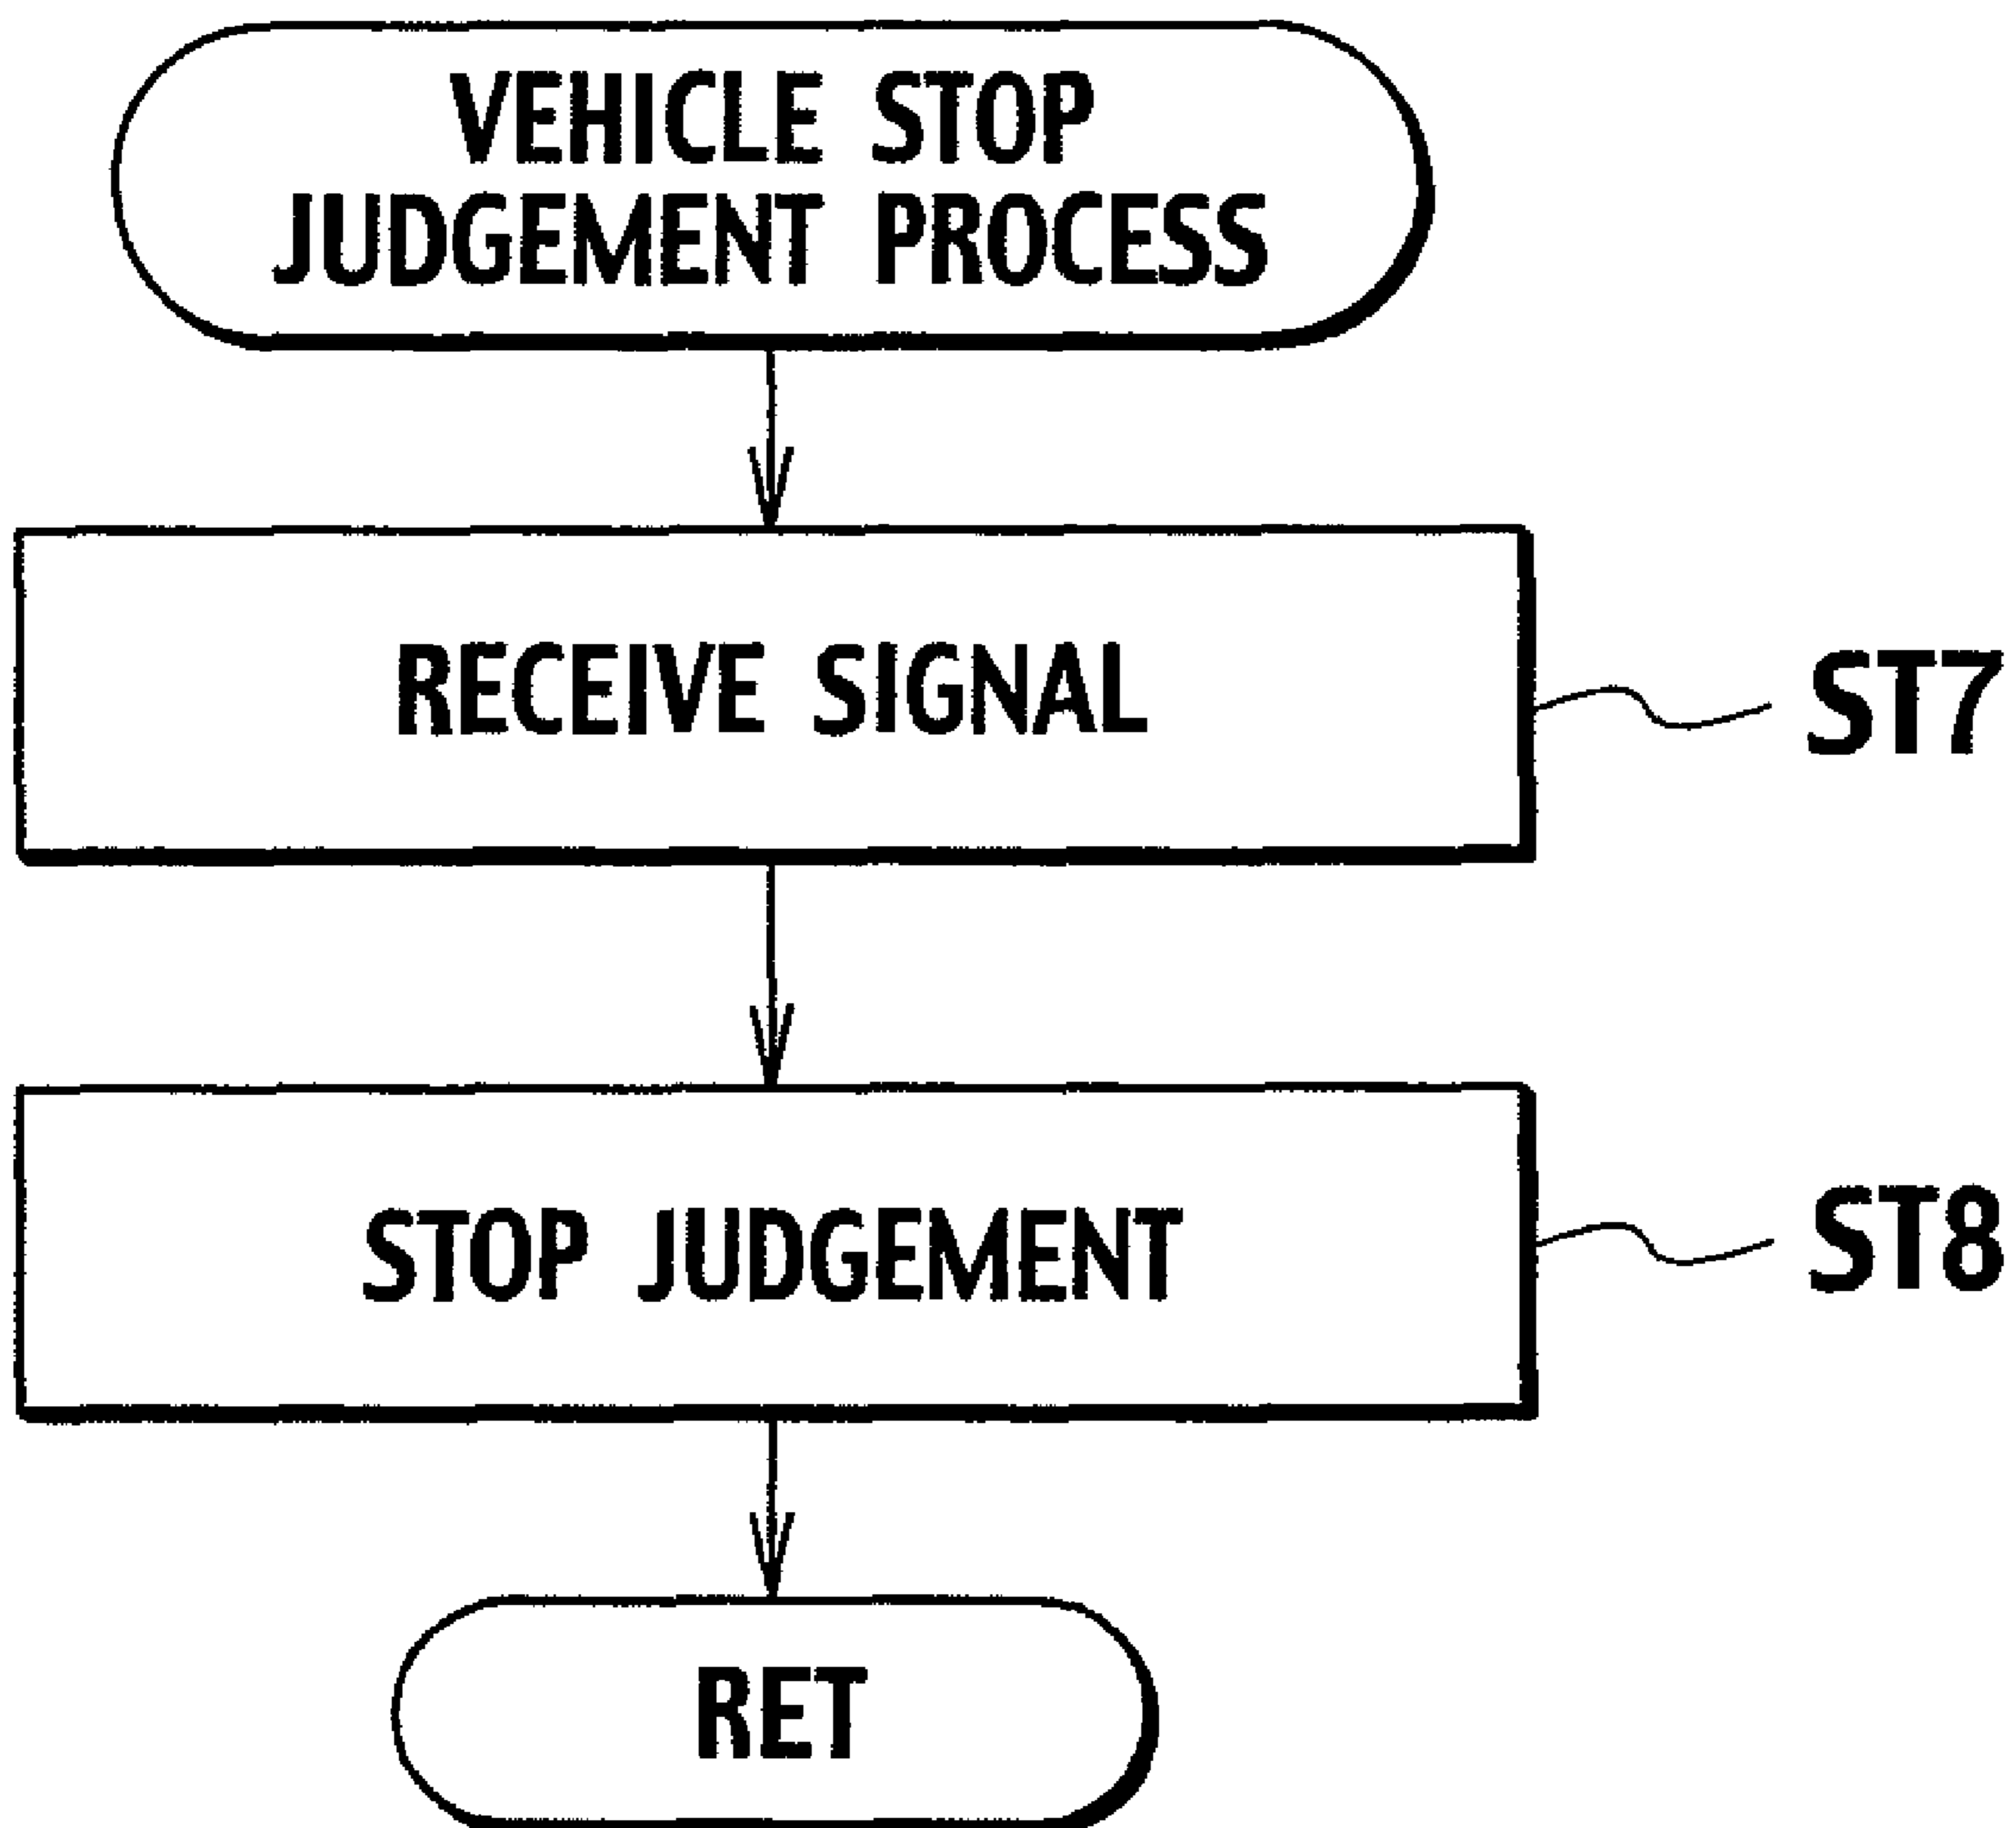 VEHICLE STOP
JUDGEMENT PROCESS
RECEIVE SIGNAL
ST7
STOP JUDGEMENT
ST8
RET